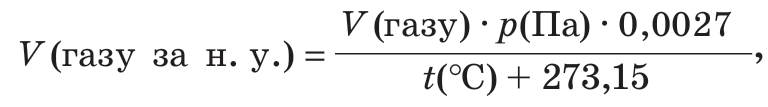 V(газу за н. у.) = V(газу) · p(Па) · 0,0027 / t(°C) + 273,15,